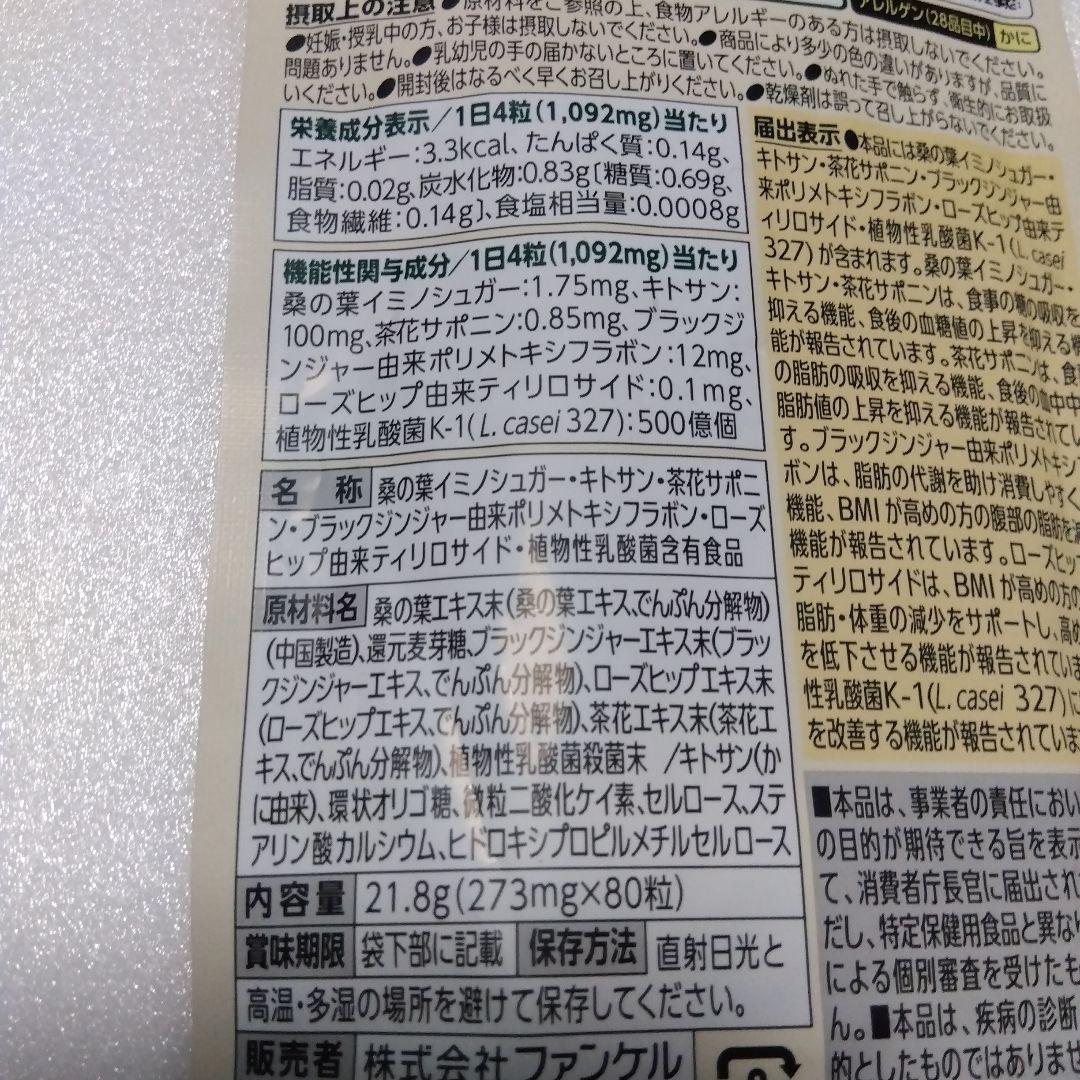 摂取上の注意 ●原材料をご参照の上、食物アレルギーのある方は摂取しないでください。
●妊娠・授乳中の方、お子様は摂取しないでください。●商品により多少の色の違いがありますが、品質に
問題ありません。●乳幼児の手の届かないところに置いてください。●ぬれた手で触らず、衛生的にお取扱
いください。●開封後はなるべく早くお召し上がりください。●乾燥剤は誤って召し上がらないでください。
アレルゲン(28品目中) かに
栄養成分表示/1日4粒(1,092mg)当たり
エネルギー:3.3kcal、たんぱく質:0.14g、
脂質:0.02g、炭水化物:0.83g〔糖質:0.69g、
食物繊維:0.14g〕、食塩相当量:0.0008g
機能性関与成分/1日4粒(1,092mg)当たり
桑の葉イミノシュガー:1.75mg、キトサン:
100mg、茶花サポニン:0.85mg、ブラックジ
ンジャー由来ポリメトキシフラボン:12mg、
ローズヒップ由来ティリロサイド:0.1mg、
植物性乳酸菌K-1(L. casei 327):500億個
名 称 桑の葉イミノシュガー・キトサン・茶花サポニ
ン・ブラックジンジャー由来ポリメトキシフラボン・ローズ
ヒップ由来ティリロサイド・植物性乳酸菌含有食品
原材料名 桑の葉エキス末(桑の葉エキス、でんぷん分解物)
(中国製造)、還元麦芽糖、ブラックジンジャーエキス末(ブラッ
クジンジャーエキス、でんぷん分解物)、ローズヒップエキス末
(ローズヒップエキス、でんぷん分解物)、茶花エキス末(茶花エ
キス、でんぷん分解物)、植物性乳酸菌殺菌末 /キトサン(か
に由来)、環状オリゴ糖、微粒二酸化ケイ素、セルロース、ステ
アリン酸カルシウム、ヒドロキシプロピルメチルセルロース
内容量 21.8g(273mg×80粒)
賞味期限 袋下部に記載 保存方法 直射日光と
高温・多湿の場所を避けて保存してください。
販売者 株式会社ファンケル
届出表示 ●本品には桑の葉イミノシュガー・
キトサン・茶花サポニン・ブラックジンジャー由
来ポリメトキシフラボン・ローズヒップ由来テ
ィリロサイド・植物性乳酸菌K-1(L. casei
327)が含まれます。桑の葉イミノシュガー・
キトサン・茶花サポニンは、食事の糖の吸収を
抑える機能、食後の血糖値の上昇を抑える機
能が報告されています。茶花サポニンは、食事
の脂肪の吸収を抑える機能、食後の血中中
脂肪値の上昇を抑える機能が報告されてい
す。ブラックジンジャー由来ポリメトキシフ
ボンは、脂肪の代謝を助け消費しやすく
機能、BMIが高めの方の腹部の脂肪を減
機能が報告されています。ローズヒッ
ティリロサイドは、BMIが高めの方の
脂肪・体重の減少をサポートし、高め
を低下させる機能が報告されていま
性乳酸菌K-1(L. casei 327)に
を改善する機能が報告されていま
■本品は、事業者の責任におい
の目的が期待できる旨を表示
て、消費者庁長官に届出され
だし、特定保健用食品と異な
による個別審査を受けたも
ん。■本品は、疾病の診断
的としたものではありませ